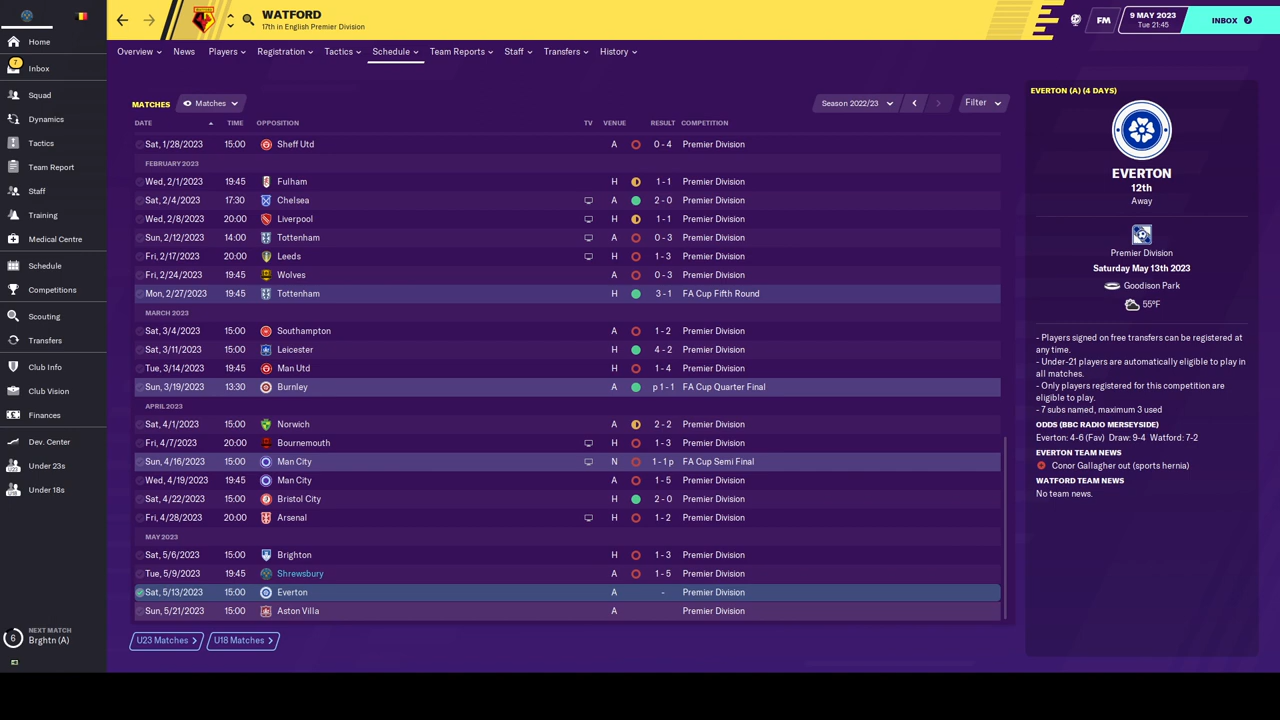 WATFORD
17th in English Premier Division
FM
9 MAY 2023
Tue 21:45
INBOX
Overview
News
Players
Registration
Tactics
Schedule
Team Reports
Staff
Transfers
History
Home
7
Inbox
Squad
Dynamics
Tactics
Team Report
Staff
Training
Medical Centre
Schedule
Competitions
Scouting
Transfers
Club Info
Club Vision
Finances
Dev. Center
Under 23s
Under 18s
6
NEXT MATCH
Brghtn (A)
MATCHES
Matches
Season 2022/23
Filter
DATE TIME OPPOSITION TV VENUE RESULT COMPETITION
Sat, 1/28/2023 15:00 Sheff Utd A 0 - 4 Premier Division
FEBRUARY 2023
Wed, 2/1/2023 19:45 Fulham H 1 - 1 Premier Division
Sat, 2/4/2023 17:30 Chelsea A 2 - 0 Premier Division
Wed, 2/8/2023 20:00 Liverpool H 1 - 1 Premier Division
Sun, 2/12/2023 14:00 Tottenham A 0 - 3 Premier Division
Fri, 2/17/2023 20:00 Leeds H 1 - 3 Premier Division
Fri, 2/24/2023 19:45 Wolves A 0 - 3 Premier Division
Mon, 2/27/2023 19:45 Tottenham H 3 - 1 FA Cup Fifth Round
MARCH 2023
Sat, 3/4/2023 15:00 Southampton A 1 - 2 Premier Division
Sat, 3/11/2023 15:00 Leicester H 4 - 2 Premier Division
Tue, 3/14/2023 19:45 Man Utd H 1 - 4 Premier Division
Sun, 3/19/2023 13:30 Burnley A p 1 - 1 FA Cup Quarter Final
APRIL 2023
Sat, 4/1/2023 15:00 Norwich A 2 - 2 Premier Division
Fri, 4/7/2023 20:00 Bournemouth H 1 - 3 Premier Division
Sun, 4/16/2023 15:00 Man City N 1 - 1 p FA Cup Semi Final
Wed, 4/19/2023 19:45 Man City A 1 - 5 Premier Division
Sat, 4/22/2023 15:00 Bristol City H 2 - 0 Premier Division
Fri, 4/28/2023 20:00 Arsenal H 1 - 2 Premier Division
MAY 2023
Sat, 5/6/2023 15:00 Brighton H 1 - 3 Premier Division
Tue, 5/9/2023 19:45 Shrewsbury A 1 - 5 Premier Division
Sat, 5/13/2023 15:00 Everton A - Premier Division
Sun, 5/21/2023 15:00 Aston Villa A Premier Division
U23 Matches
U18 Matches
EVERTON (A) (4 DAYS)
EVERTON
12th
Away
Premier Division
Saturday May 13th 2023
Goodison Park
55°F
- Players signed on free transfers can be registered at
any time.
- Under-21 players are automatically eligible to play in
all matches.
- Only players registered for this competition are
eligible to play.
- 7 subs named, maximum 3 used
ODDS (BBC RADIO MERSEYSIDE)
Everton: 4-6 (Fav) Draw: 9-4 Watford: 7-2
EVERTON TEAM NEWS
Conor Gallagher out (sports hernia)
WATFORD TEAM NEWS
No team news.